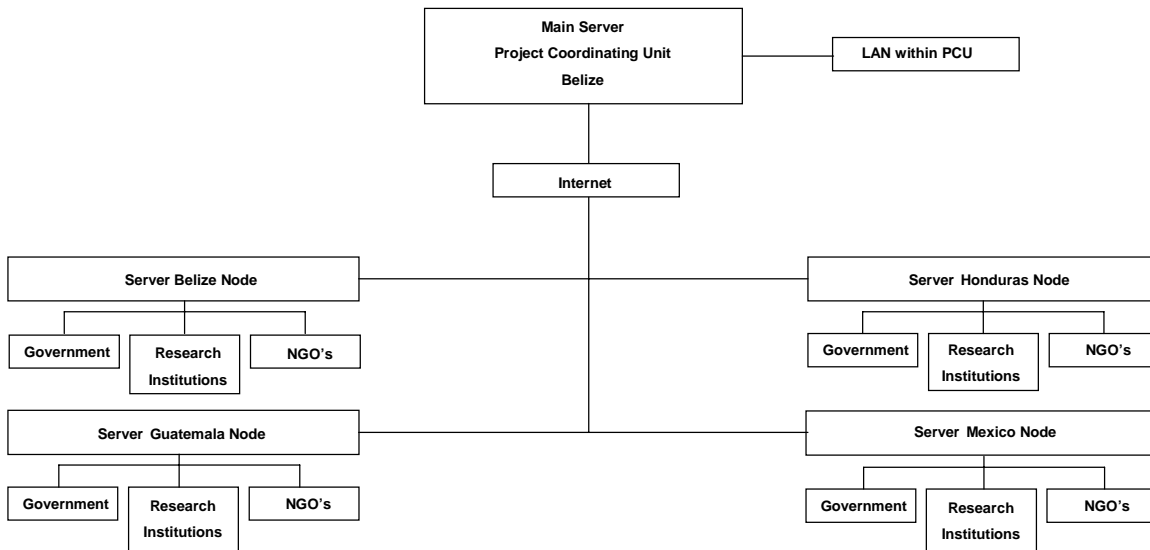 Main Server
Project Coordinating Unit
Belize
LAN within PCU
Internet
Server Belize Node
Government
Research
Institutions
NGO's
Server Honduras Node
Government
Research
Institutions
NGO's
Server Guatemala Node
Government
Research
Institutions
NGO's
Server Mexico Node
Government
Research
Institutions
NGO's